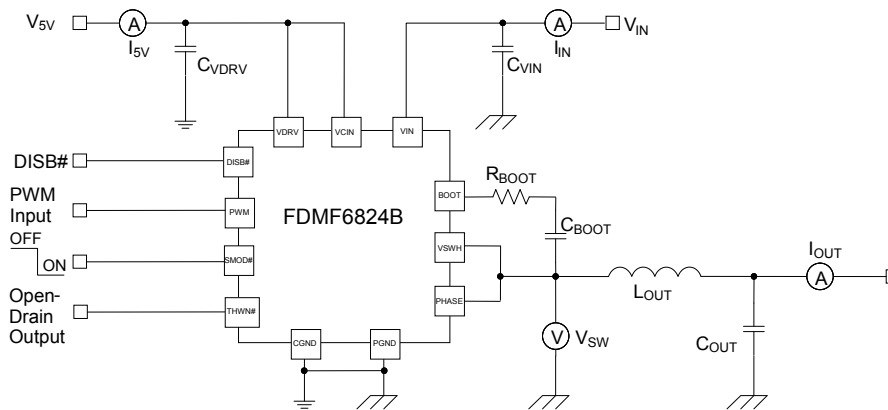 V5V
A
I5V
CVDRV
A
IIN
VIN
CVIN
VDRV
VCIN
VIN
DISB#
DISB#
PWM
Input
PWM
OFF
ON
SMOD#
Open-
Drain
Output
THWN#
FDMF6824B
BOOT
RBOOT
CBOOT
VSWH
PHASE
CGND
PGND
V
VSW
LOUT
IOUT
A
COUT